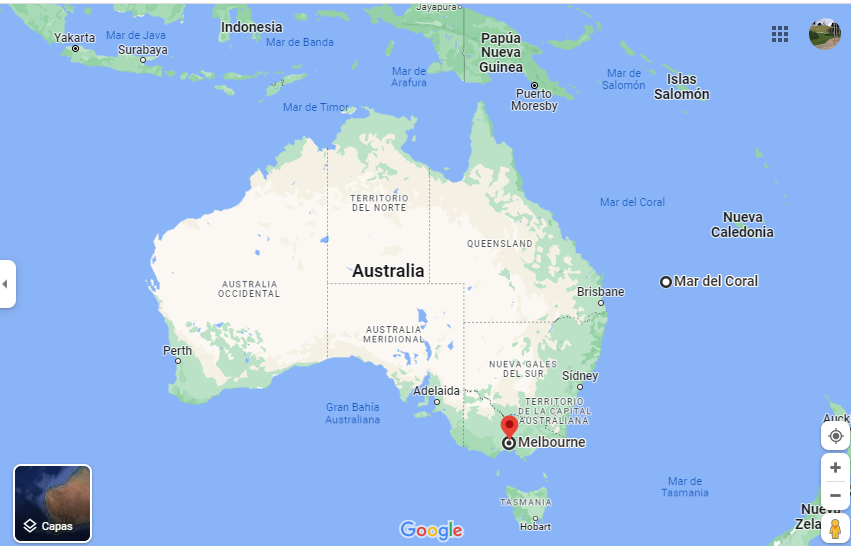 Jayapura
Indonesia
Yakarta
Mar de Java
Surabaya
Mar de Banda
Papúa
Nueva
Guinea
Mar de
Arafura
Mar de
Salomón
Islas
Salomón
Puerto
Moresby
Mar de Timor
TERRITORIO
DEL NORTE
Mar del Coral
Nueva
Caledonia
QUEENSLAND
Australia
AUSTRALIA
OCCIDENTAL
Mar del Coral
Brisbane
AUSTRALIA
MERIDIONAL
Perth
NUEVA GALES
DEL SUR
Sídney
Adelaida
Gran Bahía
Australiana
TERRITORIO
DE LA CAPITAL
AUSTRALIANA
Auck
Melbourne
Mar de
Tasmania
TASMANIA
Hobart
Nueva
Zela
Capas
Google